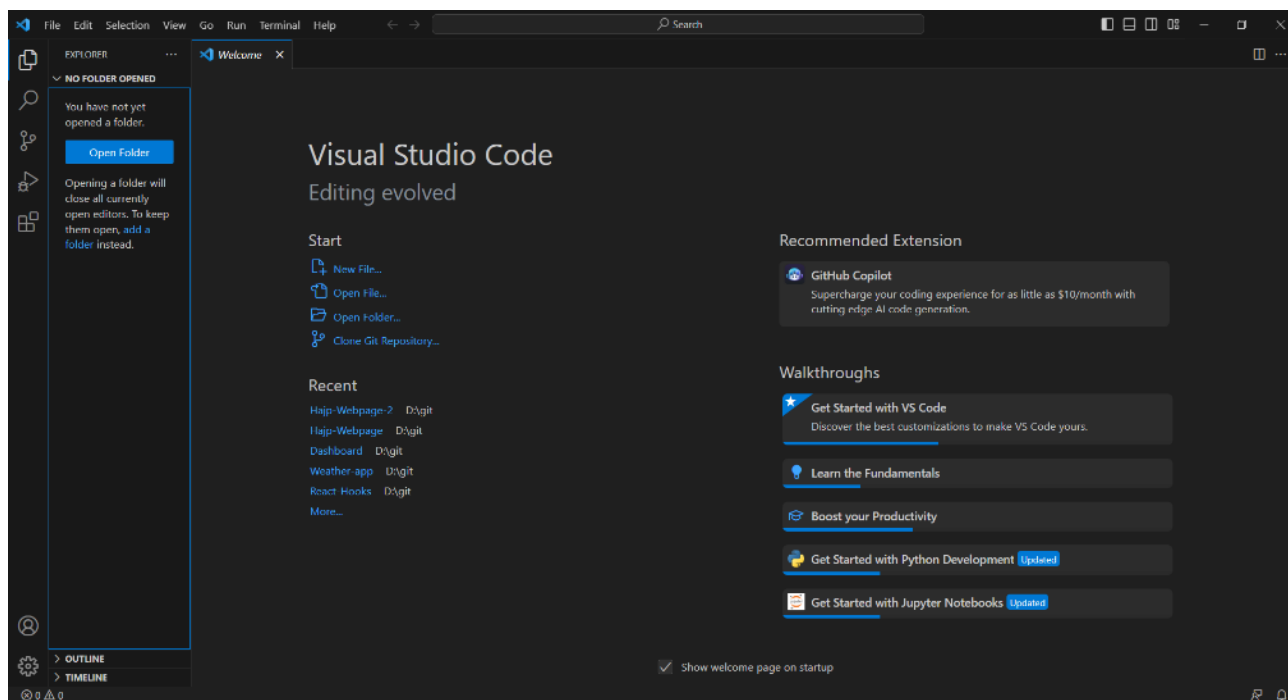 File Edit Selection View Go Run Terminal Help
Search
EXPLORER
NO FOLDER OPENED
You have not yet
opened a folder.
Open Folder
Opening a folder will
close all currently
open editors. To keep
them open, add a
folder instead.
OUTLINE
TIMELINE
Welcome
Visual Studio Code
Editing evolved
Start
New File...
Open File...
Open Folder...
Clone Git Repository...
Recent
Hajp-Webpage-2 D:\git
Hajp-Webpage D:\git
Dashboard D:\git
Weather-app D:\git
React-Hooks D:\git
More...
Recommended Extension
GitHub Copilot
Supercharge your coding experience for as little as $10/month with
cutting edge AI code generation.
Walkthroughs
Get Started with VS Code
Discover the best customizations to make VS Code yours.
Learn the Fundamentals
Boost your Productivity
Get Started with Python Development Updated
Get Started with Jupyter Notebooks Updated
Show welcome page on startup
0 0